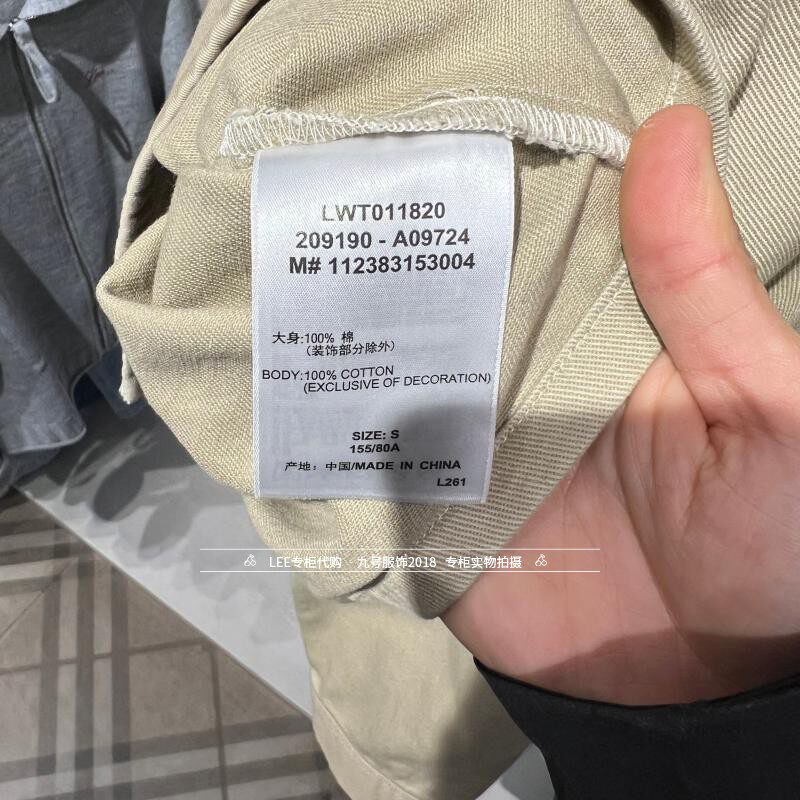 LWT011820
209190 - A09724
M# 112383153004
大身:100% 棉
(装饰部分除外)
BODY:100% COTTON
(EXCLUSIVE OF DECORATION)
SIZE: S
155/80A
产地：中国/MADE IN CHINA
L261
LEE专柜代购 九号服饰2018 专柜实物拍摄